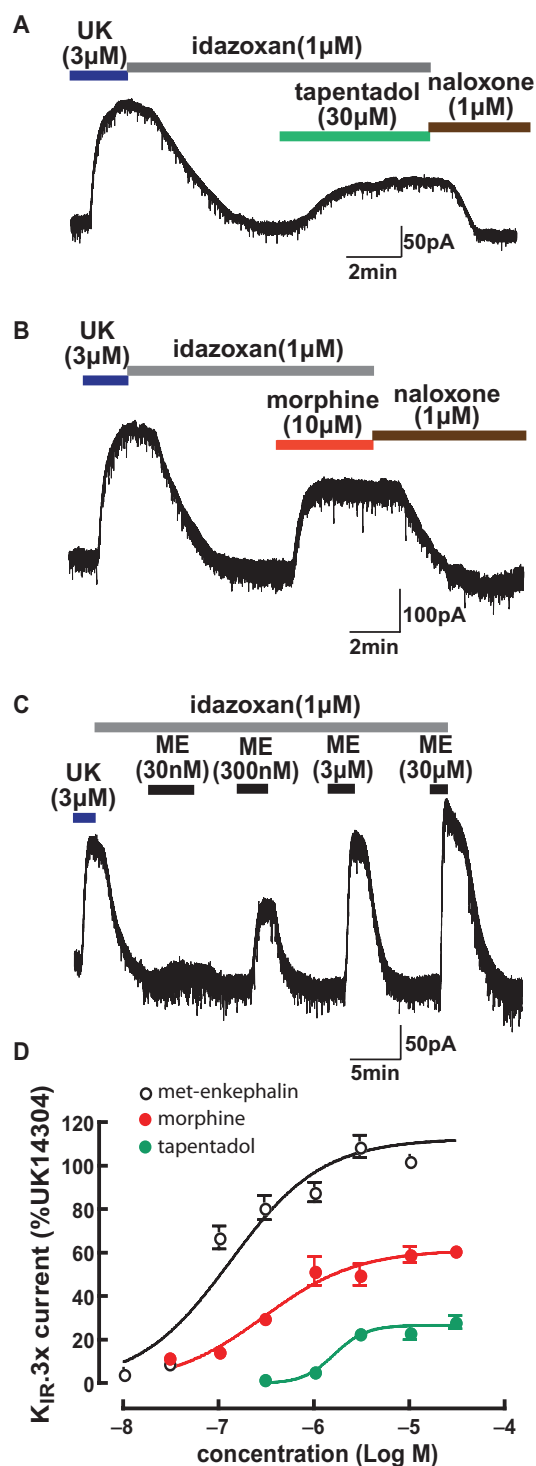 A
UK
(3µM)
idazoxan(1µM)
tapentadol
(30µM)
naloxone
(1µM)
50pA
2min
B
UK
(3µM)
idazoxan(1µM)
morphine
(10µM)
naloxone
(1µM)
100pA
2min
C
idazoxan(1µM)
UK
(3µM)
ME
(30nM)
ME
(300nM)
ME
(3µM)
ME
(30µM)
50pA
5min
D
met-enkephalin
morphine
tapentadol
KIR.3x current (%UK14304)
120
100
80
60
40
20
0
–8 –7 –6 –5 –4
concentration (Log M)